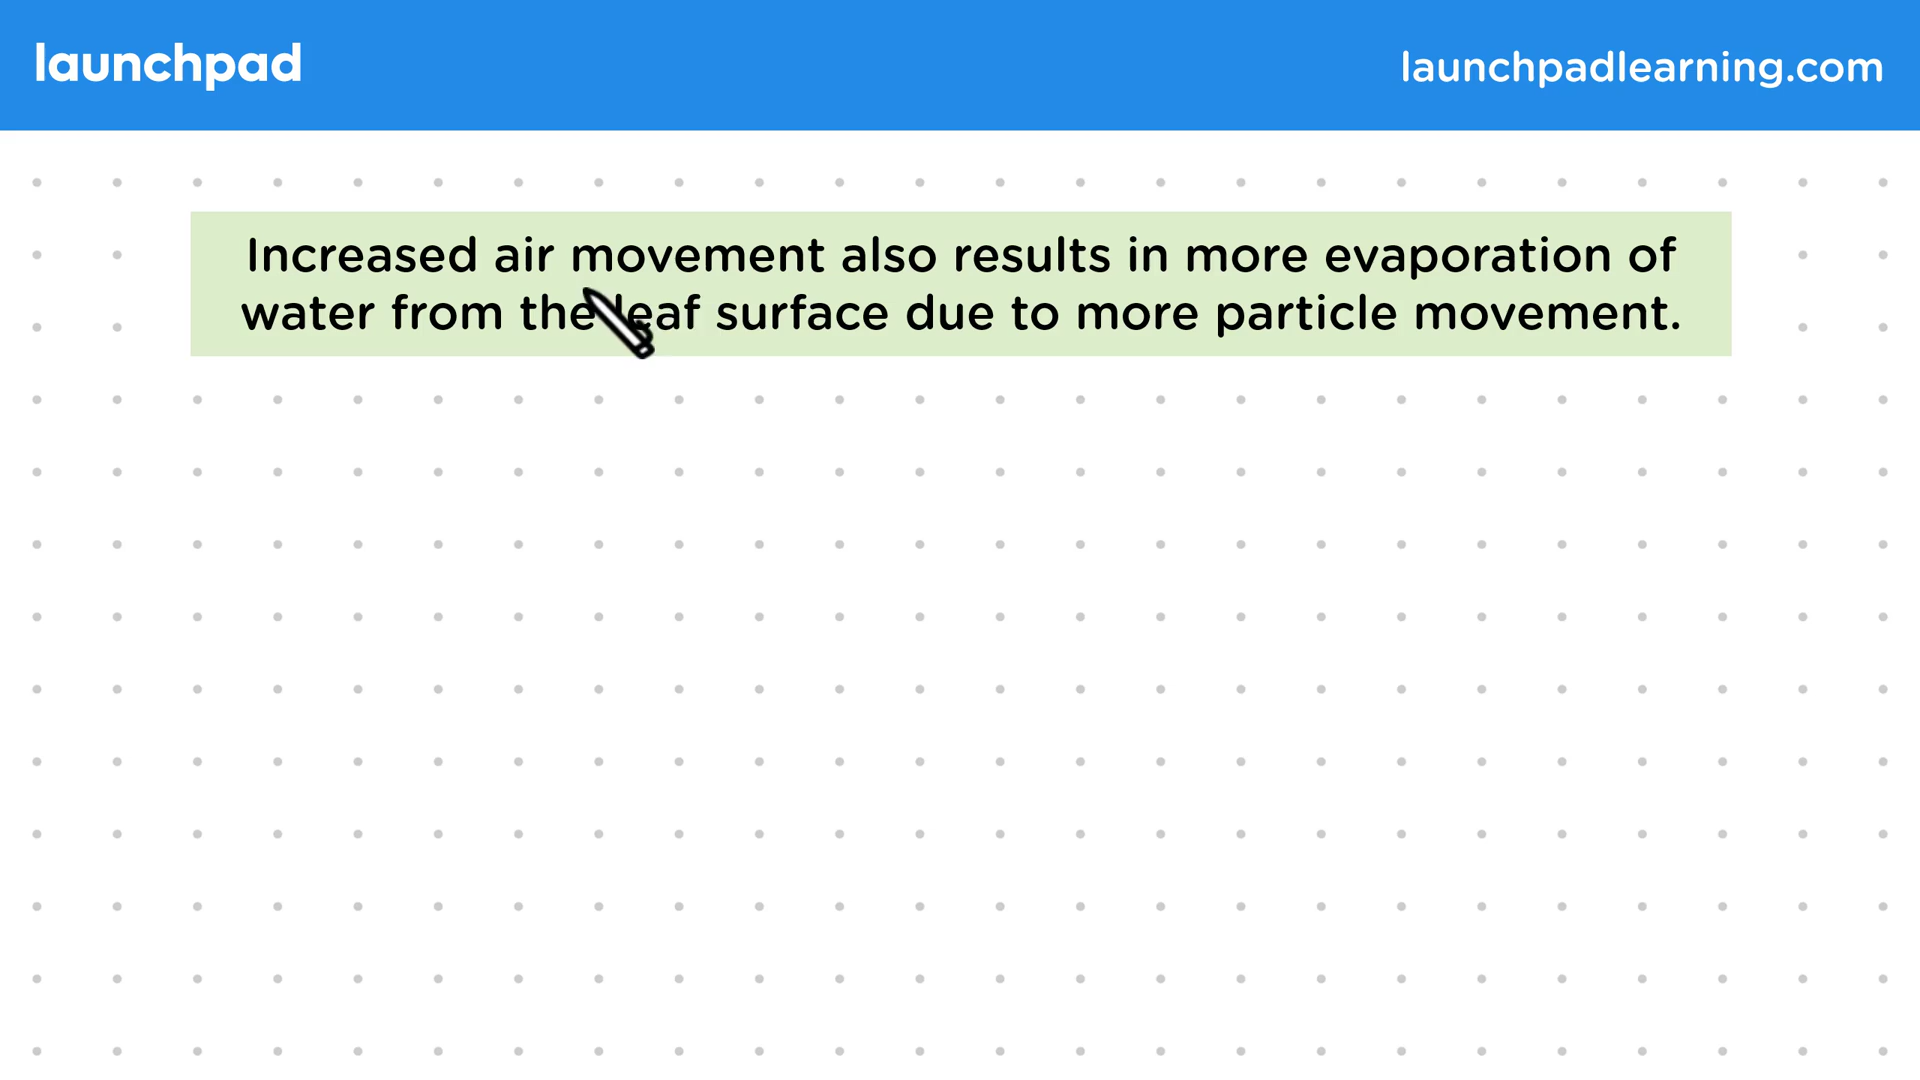 launchpad
launchpadlearning.com
Increased air movement also results in more evaporation of
water from the leaf surface due to more particle movement.